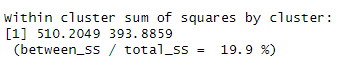 Within cluster sum of squares by cluster:
[1] 510.2049 393.8859
(between_SS / total_SS =  19.9 %)